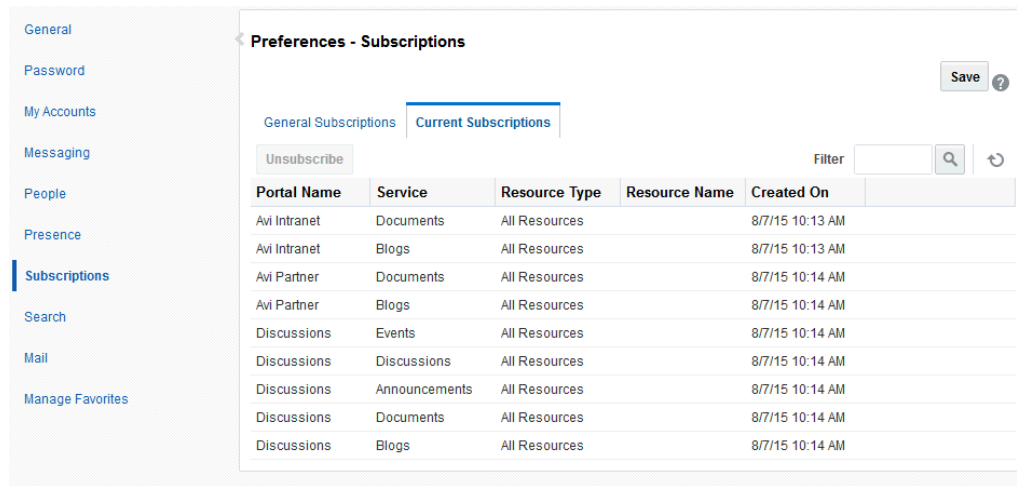 General
Password
My Accounts
Messaging
People
Presence
Subscriptions
Search
Mail
Manage Favorites
Preferences - Subscriptions
Save
General Subscriptions Current Subscriptions
Unsubscribe Filter
Portal Name Service Resource Type Resource Name Created On
Avi Intranet Documents All Resources 8/7/15 10:13 AM
Avi Intranet Blogs All Resources 8/7/15 10:13 AM
Avi Partner Documents All Resources 8/7/15 10:14 AM
Avi Partner Blogs All Resources 8/7/15 10:14 AM
Discussions Events All Resources 8/7/15 10:14 AM
Discussions Discussions All Resources 8/7/15 10:14 AM
Discussions Announcements All Resources 8/7/15 10:14 AM
Discussions Documents All Resources 8/7/15 10:14 AM
Discussions Blogs All Resources 8/7/15 10:14 AM